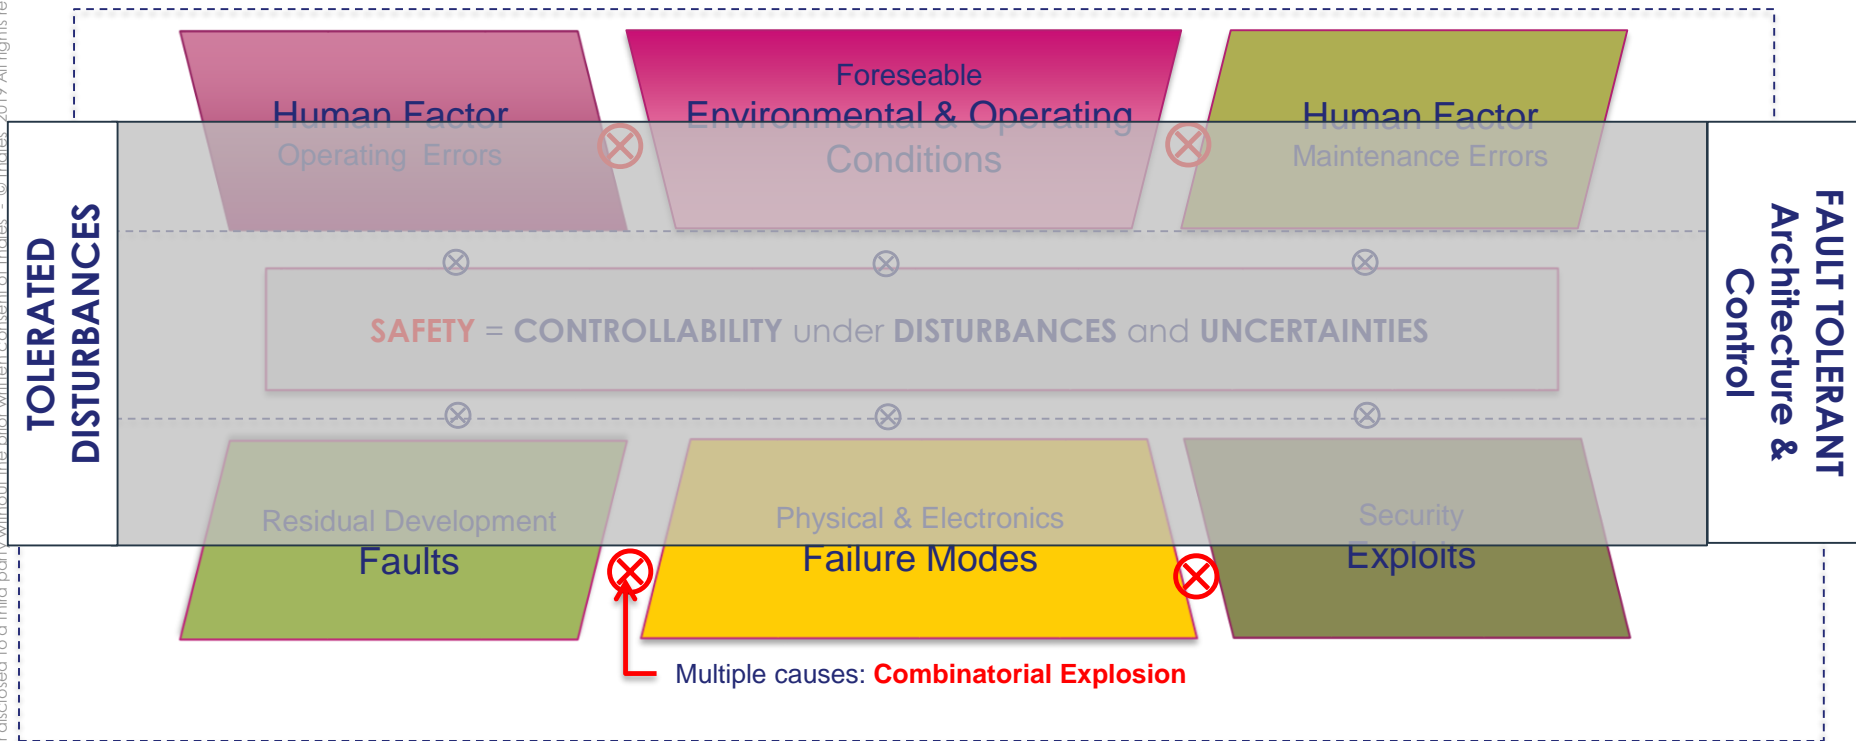 Foreseable
Human Factor
Environmental & Operating
Human Factor
Operating Errors
Conditions
Maintenance Errors
TOLERATED
DISTURBANCES
FAULT TOLERANT
Architecture &
Control
SAFETY = CONTROLLABILITY under DISTURBANCES and UNCERTAINTIES
Residual Development
Faults
Physical & Electronics
Failure Modes
Security
Exploits
Multiple causes: Combinatorial Explosion